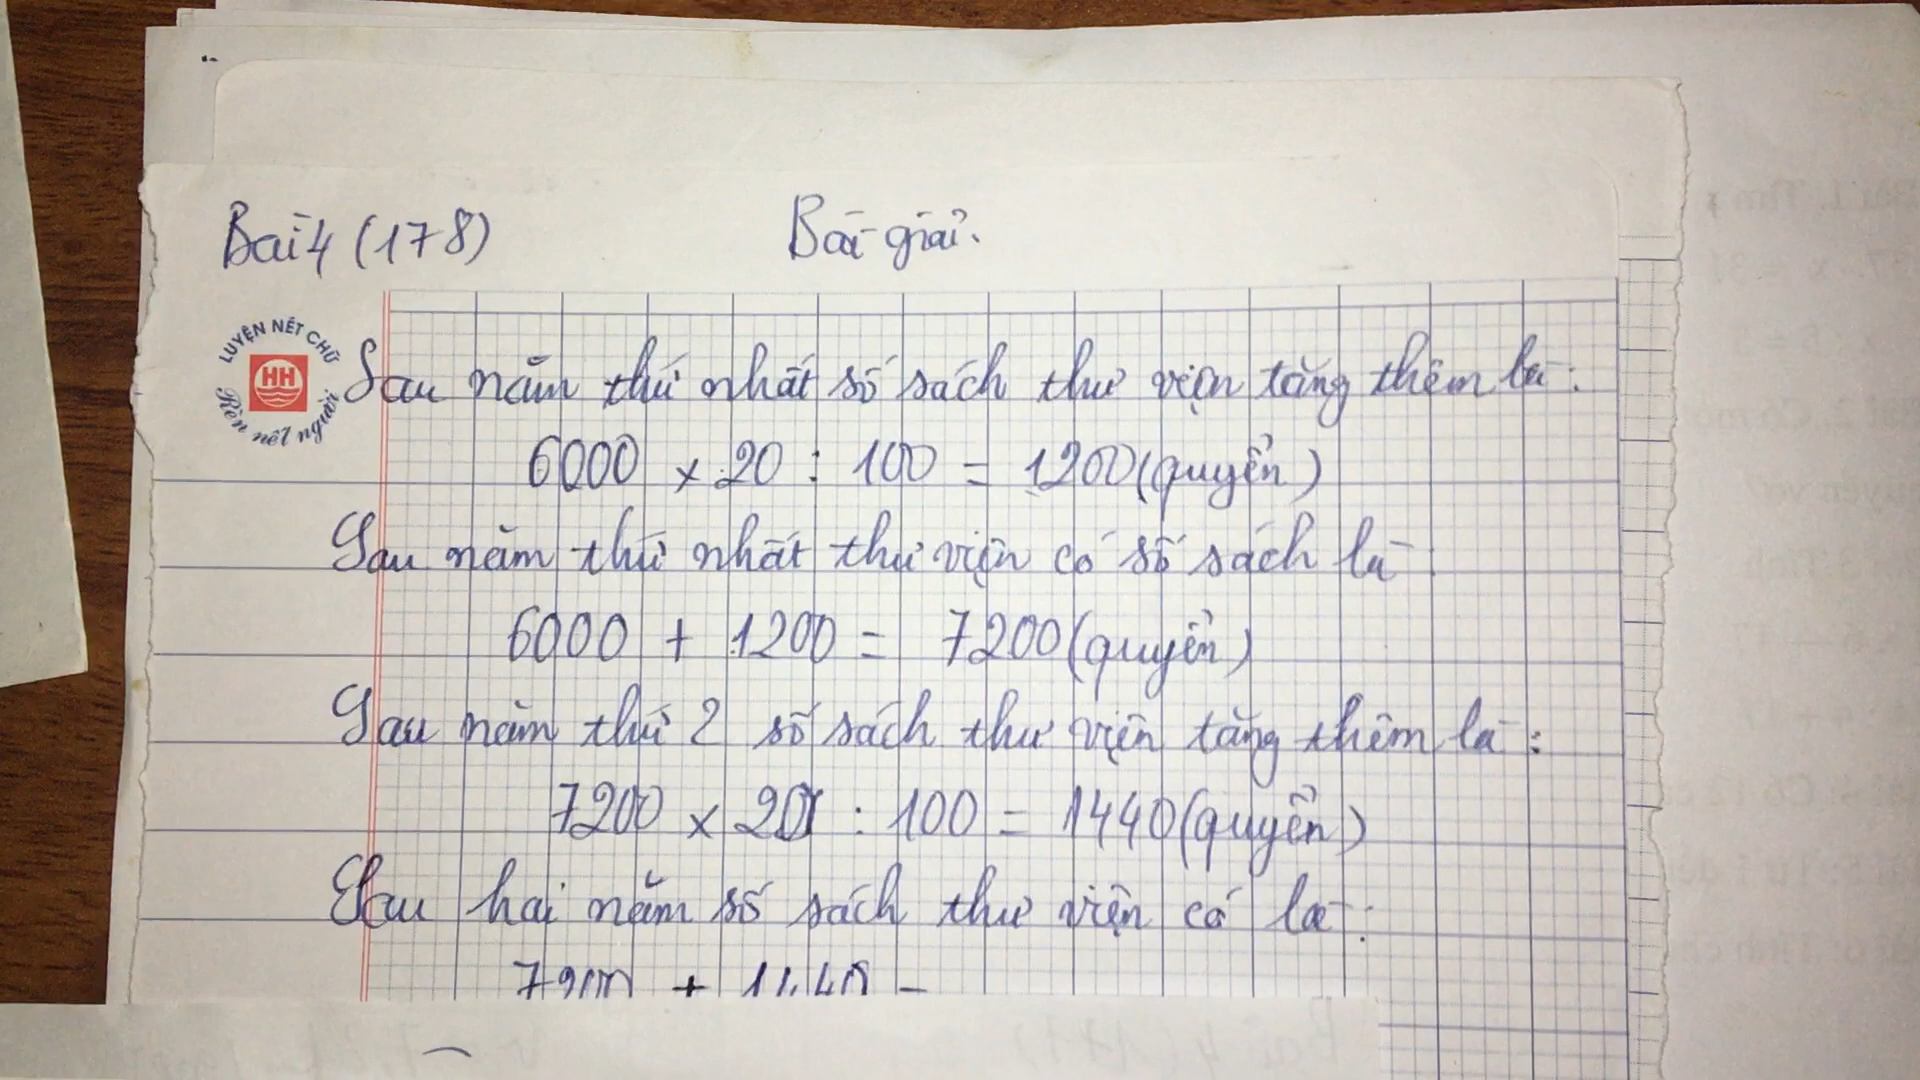 Bài 4 (178)
Bài giải.
LUYỆN NÉT CHỮ
HH
Rèn nết người
Sau năm thứ nhất số sách thư viện tăng thêm là:
6000 x 20 : 100 = 1200 (quyển)
Sau năm thứ nhất thư viện có số sách là
6000 + 1200 = 7200 (quyển)
Sau năm thứ 2 số sách thư viện tăng thêm là:
7200 x 20 : 100 = 1440 (quyển)
Sau hai năm số sách thư viện có là: